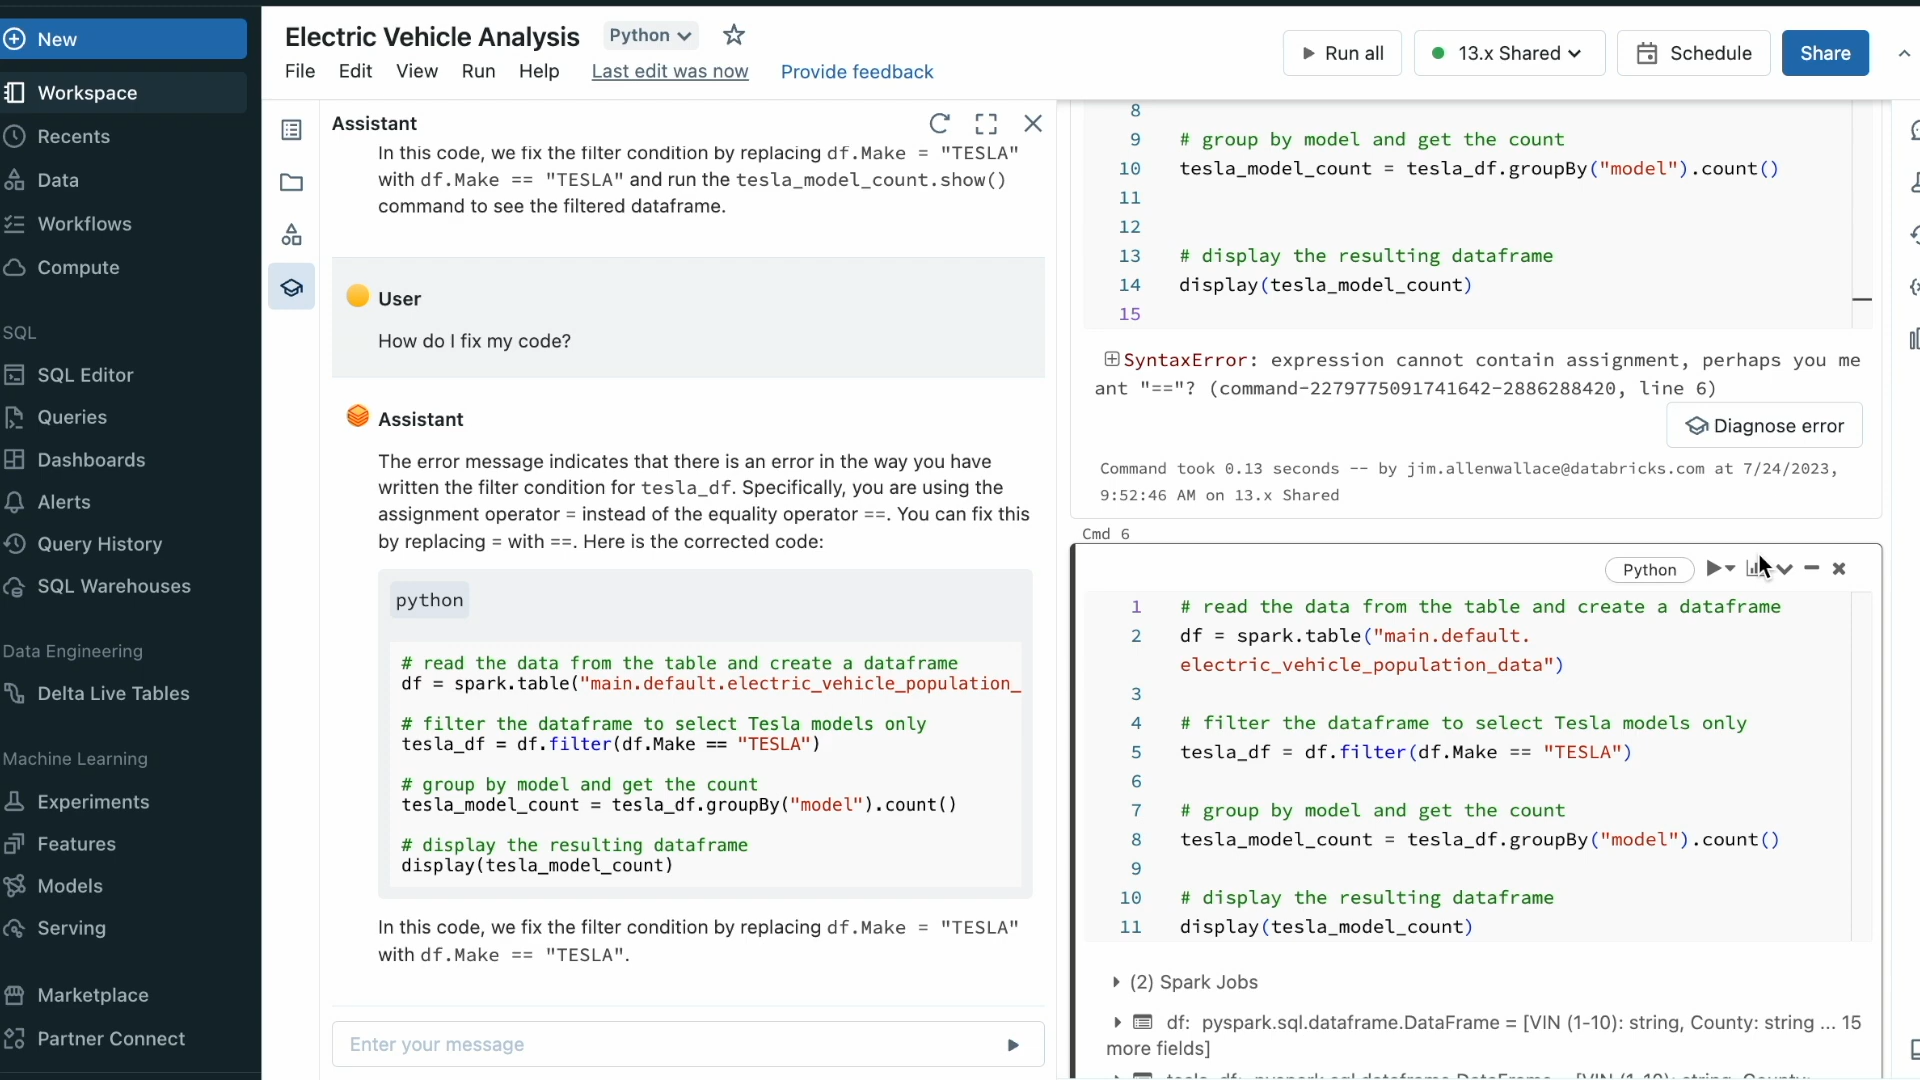 New
Workspace
Recents
Data
Workflows
Compute
SQL
SQL Editor
Queries
Dashboards
Alerts
Query History
SQL Warehouses
Data Engineering
Delta Live Tables
Machine Learning
Experiments
Features
Models
Serving
Marketplace
Partner Connect
Electric Vehicle Analysis
Python
File Edit View Run Help Last edit was now Provide feedback
Run all
13.x Shared
Schedule
Share
Assistant
In this code, we fix the filter condition by replacing df.Make = "TESLA"
with df.Make == "TESLA" and run the tesla_model_count.show()
command to see the filtered dataframe.
User
How do I fix my code?
Assistant
The error message indicates that there is an error in the way you have
written the filter condition for tesla_df. Specifically, you are using the
assignment operator = instead of the equality operator ==. You can fix this
by replacing = with ==. Here is the corrected code:
python
# read the data from the table and create a dataframe
df = spark.table("main.default.electric_vehicle_population_
# filter the dataframe to select Tesla models only
tesla_df = df.filter(df.Make == "TESLA")
# group by model and get the count
tesla_model_count = tesla_df.groupBy("model").count()
# display the resulting dataframe
display(tesla_model_count)
In this code, we fix the filter condition by replacing df.Make = "TESLA"
with df.Make == "TESLA".
Enter your message
8
9 # group by model and get the count
10 tesla_model_count = tesla_df.groupBy("model").count()
11
12
13 # display the resulting dataframe
14 display(tesla_model_count)
15
SyntaxError: expression cannot contain assignment, perhaps you me
ant "=="? (command-2279775091741642-2886288420, line 6)
Diagnose error
Command took 0.13 seconds -- by jim.allenwallace@databricks.com at 7/24/2023,
9:52:46 AM on 13.x Shared
Cmd 6
Python
1 # read the data from the table and create a dataframe
2 df = spark.table("main.default.
electric_vehicle_population_data")
3
4 # filter the dataframe to select Tesla models only
5 tesla_df = df.filter(df.Make == "TESLA")
6
7 # group by model and get the count
8 tesla_model_count = tesla_df.groupBy("model").count()
9
10 # display the resulting dataframe
11 display(tesla_model_count)
(2) Spark Jobs
df: pyspark.sql.dataframe.DataFrame = [VIN (1-10): string, County: string ... 15
more fields]